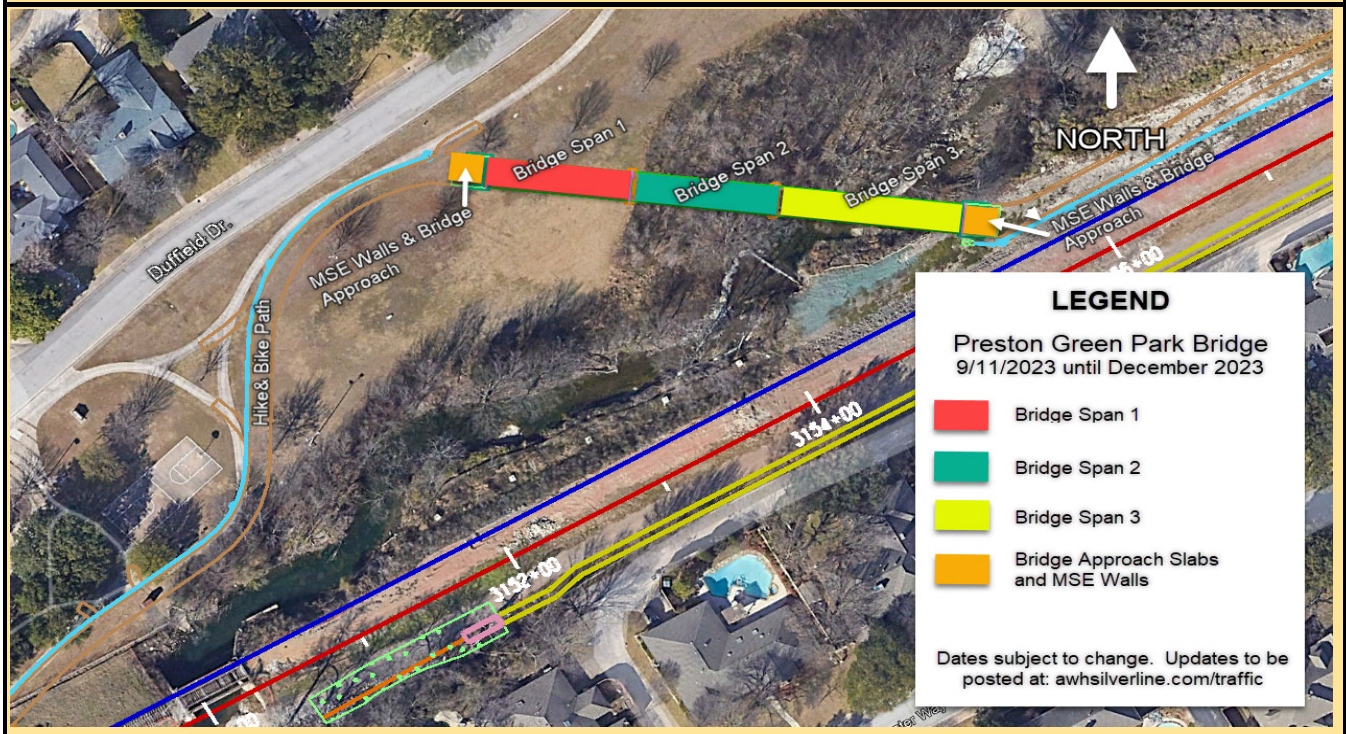 NORTH
Bridge Span 1
Bridge Span 2
Bridge Span 3
MSE Walls & Bridge
Approach
MSE Walls & Bridge
Approach
Duffield Dr.
Hike& Bike Path
3154+00
3152+00
LEGEND
Preston Green Park Bridge
9/11/2023 until December 2023
Bridge Span 1
Bridge Span 2
Bridge Span 3
Bridge Approach Slabs
and MSE Walls
Dates subject to change. Updates to be
posted at: awhsilverline.com/traffic